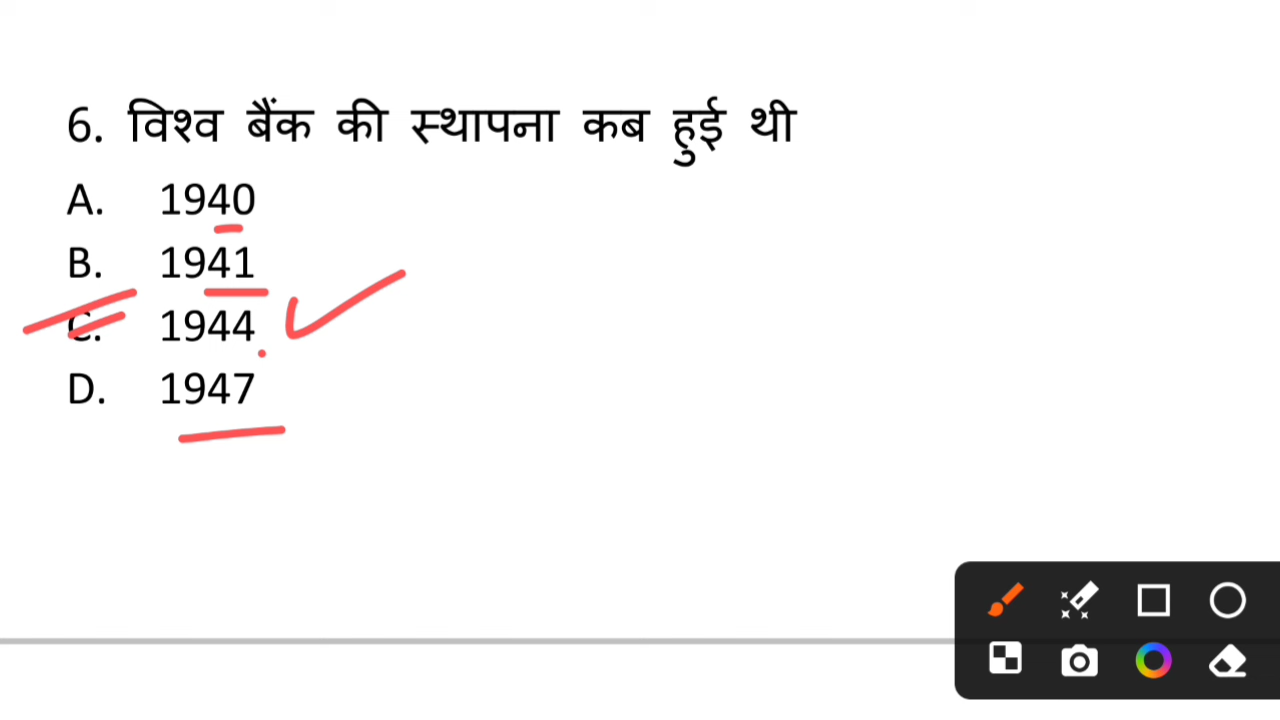 6. विश्व बैंक की स्थापना कब हुई थी
A. 1940
B. 1941
C. 1944
D. 1947